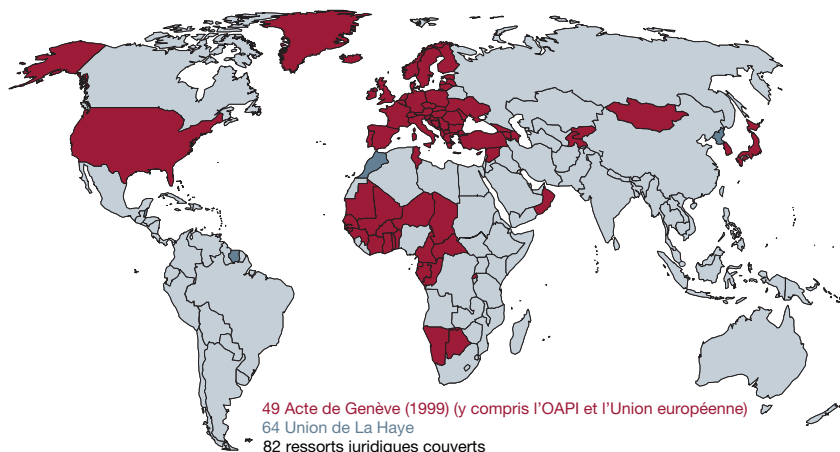 49 Acte de Genève (1999) (y compris l'OAPI et l'Union européenne)
64 Union de La Haye
82 ressorts juridiques couverts